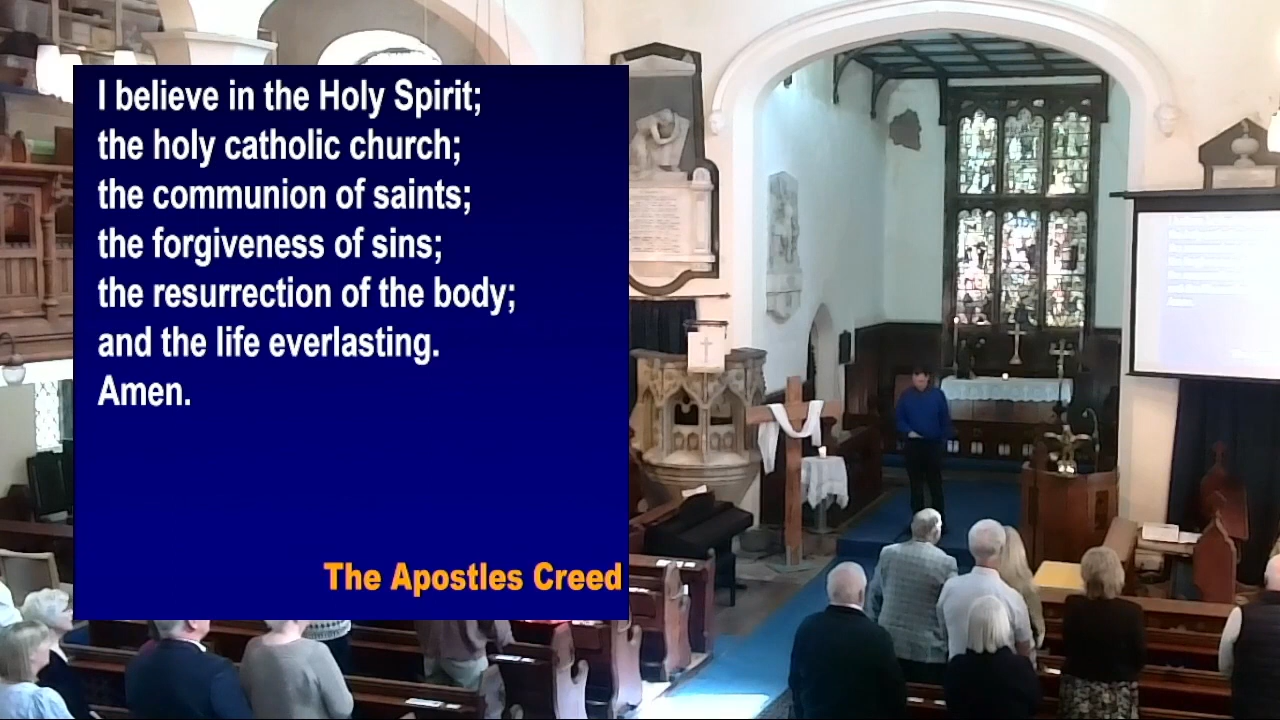 I believe in the Holy Spirit;
the holy catholic church;
the communion of saints;
the forgiveness of sins;
the resurrection of the body;
and the life everlasting.
Amen.
The Apostles Creed